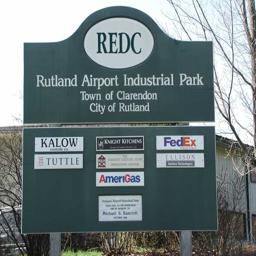 REDC
Rutland Airport Industrial Park
Town of Clarendon
City of Rutland
KALOW
KNIGHT KITCHENS
FedEx
TUTTLE
ELLISON
AmeriGas
Michael S. Bancroft